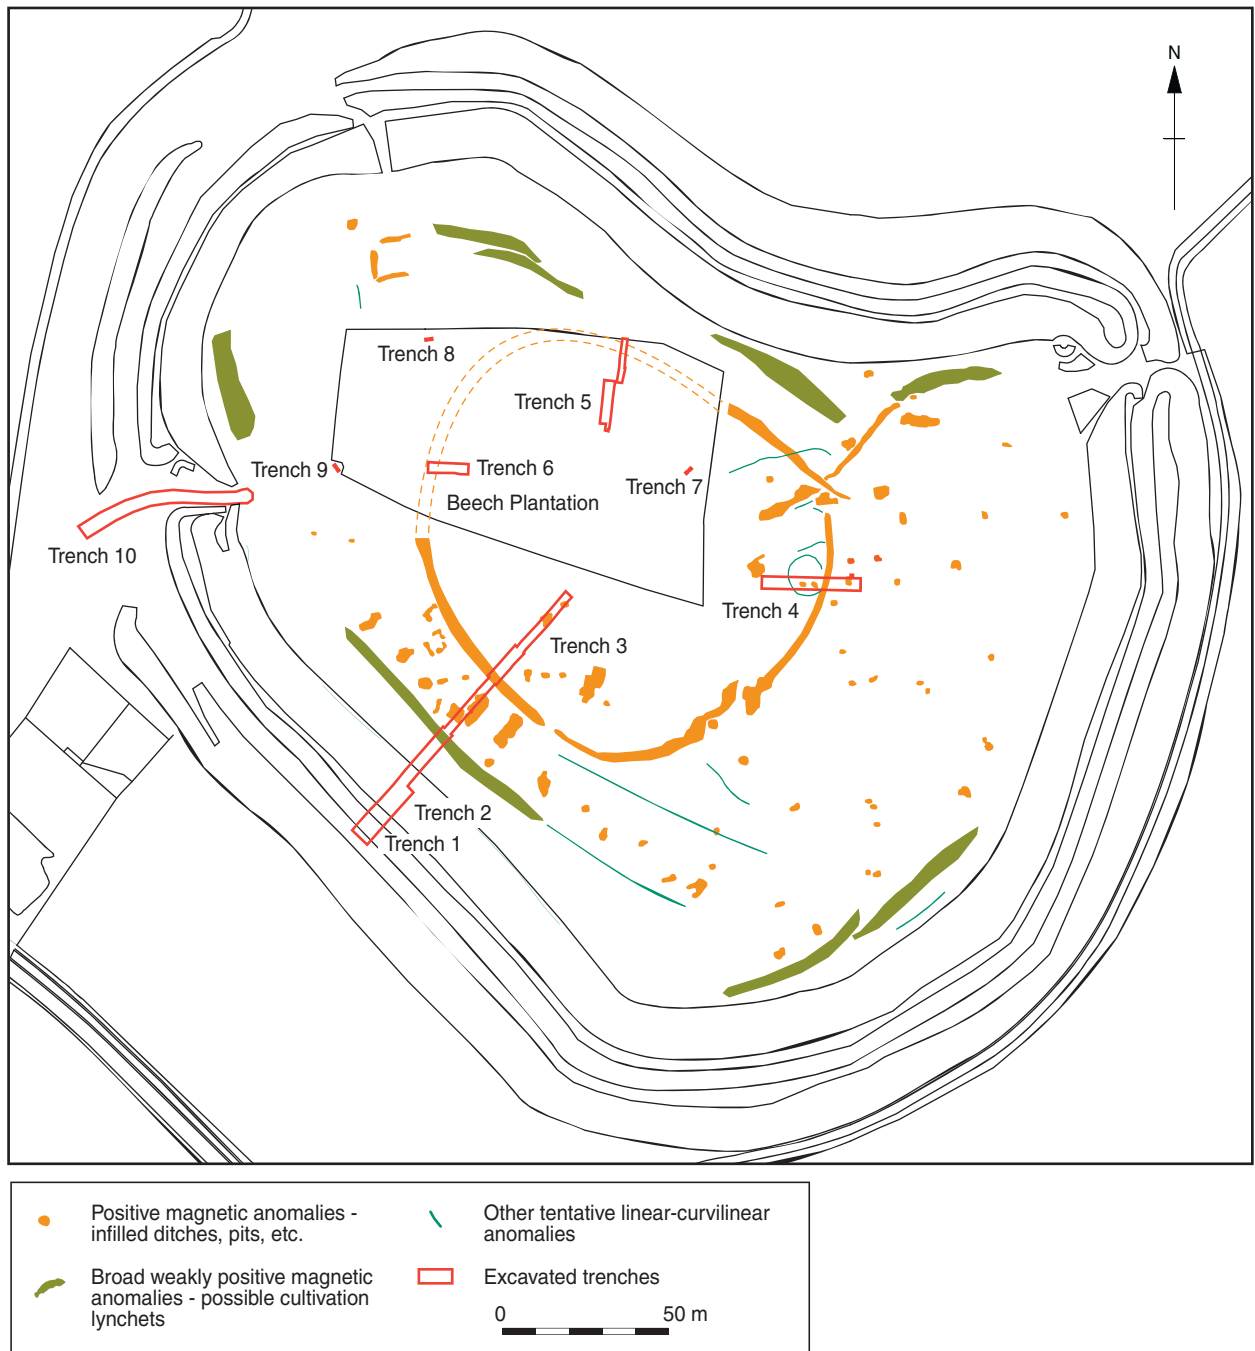 N
Trench 8
Trench 5
Trench 9
Trench 6
Trench 7
Beech Plantation
Trench 10
Trench 4
Trench 3
Trench 2
Trench 1
Positive magnetic anomalies -
infilled ditches, pits, etc.
Broad weakly positive magnetic
anomalies - possible cultivation
lynchets
Other tentative linear-curvilinear
anomalies
Excavated trenches
0 50 m